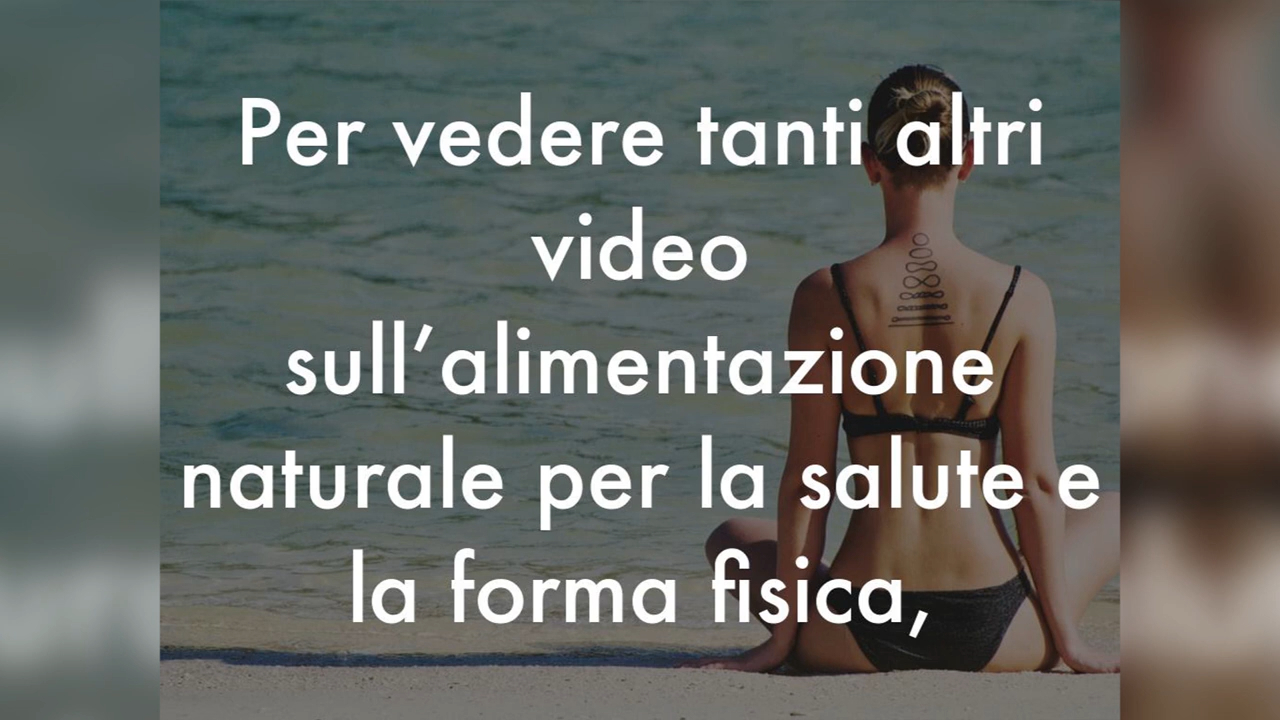 Per vedere tanti altri
video
sull’alimentazione
naturale per la salute e
la forma fisica,